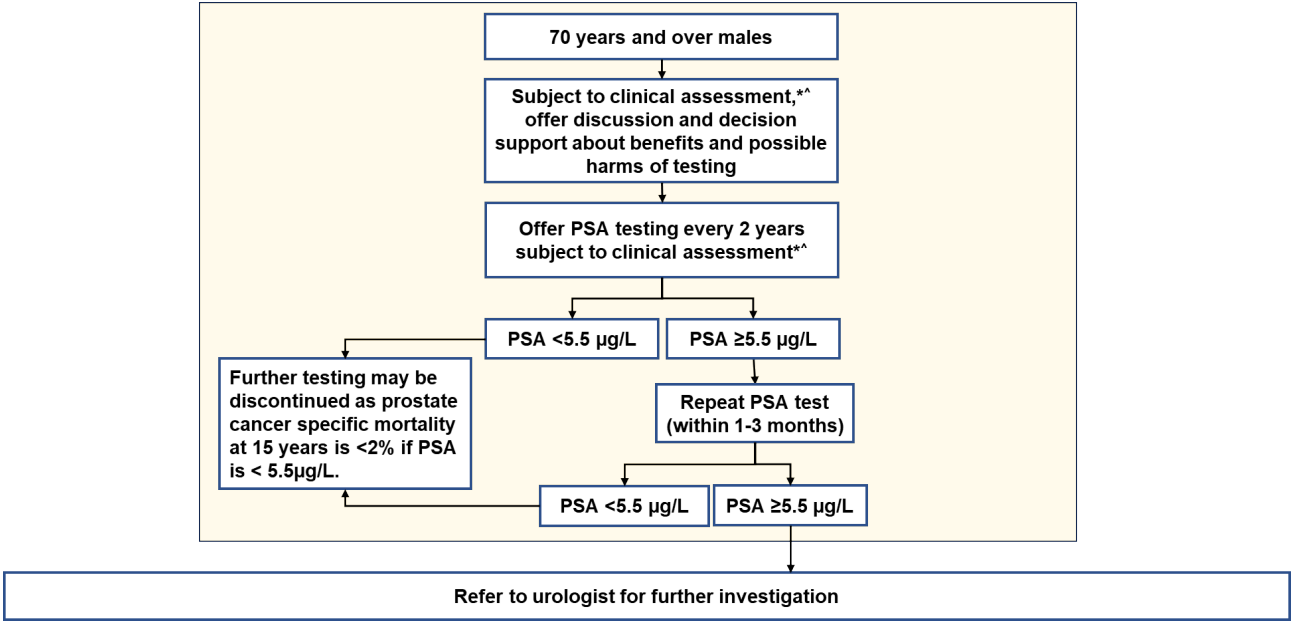 70 years and over males
Subject to clinical assessment,*^
offer discussion and decision
support about benefits and possible
harms of testing
Offer PSA testing every 2 years
subject to clinical assessment*^
PSA <5.5 µg/L
PSA ≥5.5 µg/L
Further testing may be
discontinued as prostate
cancer specific mortality
at 15 years is <2% if PSA
is < 5.5µg/L.
Repeat PSA test
(within 1-3 months)
PSA <5.5 µg/L
PSA ≥5.5 µg/L
Refer to urologist for further investigation